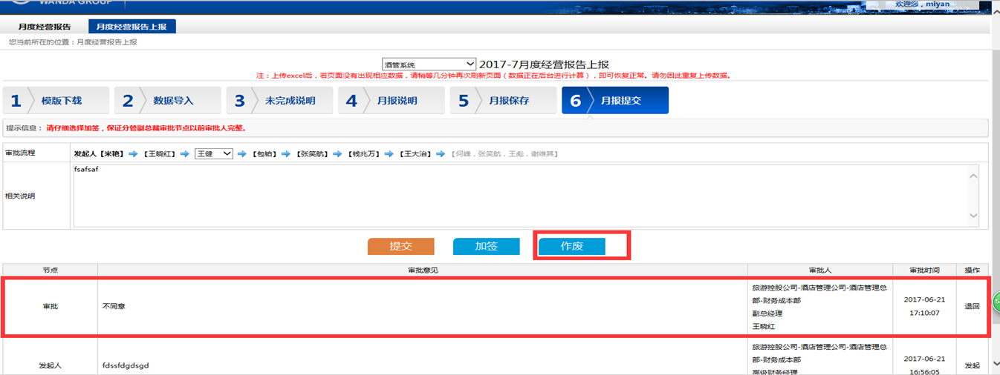 WANDA GROUP
欢迎您，miyan
月度经营报告 月度经营报告上报
您当前所在的位置：月度经营报告上报
酒管系统 2017-7月度经营报告上报
注：上传excel后，若页面没有出现相应数据，请稍等几分钟再次刷新页面（数据正在后台进行计算），即可恢复正常。请勿因此重复上传数据。
1 模版下载 2 数据导入 3 未完成说明 4 月报说明 5 月报保存 6 月报提交
提示信息： 请仔细选择加签，保证分管副总裁审批节点以前审批人完整。
审批流程 发起人【米艳】 【王晓红】 王健 【包铂】 【张笑航】 【钱兆万】 【王大治】 【何峰，张笑航，王彪，谢维其】
fsafsaf
相关说明
提交 加签 作废
节点 审批意见 审批人 审批时间 操作
旅游控股公司-酒店管理公司-酒店管理总
部-财务成本部
副总经理
王晓红
审批 不同意 2017-06-21
17:10:07 退回
旅游控股公司-酒店管理公司-酒店管理总
部-财务成本部
高级财务经理
发起人 fdssfdgdsgd 2017-06-21
16:56:05 发起